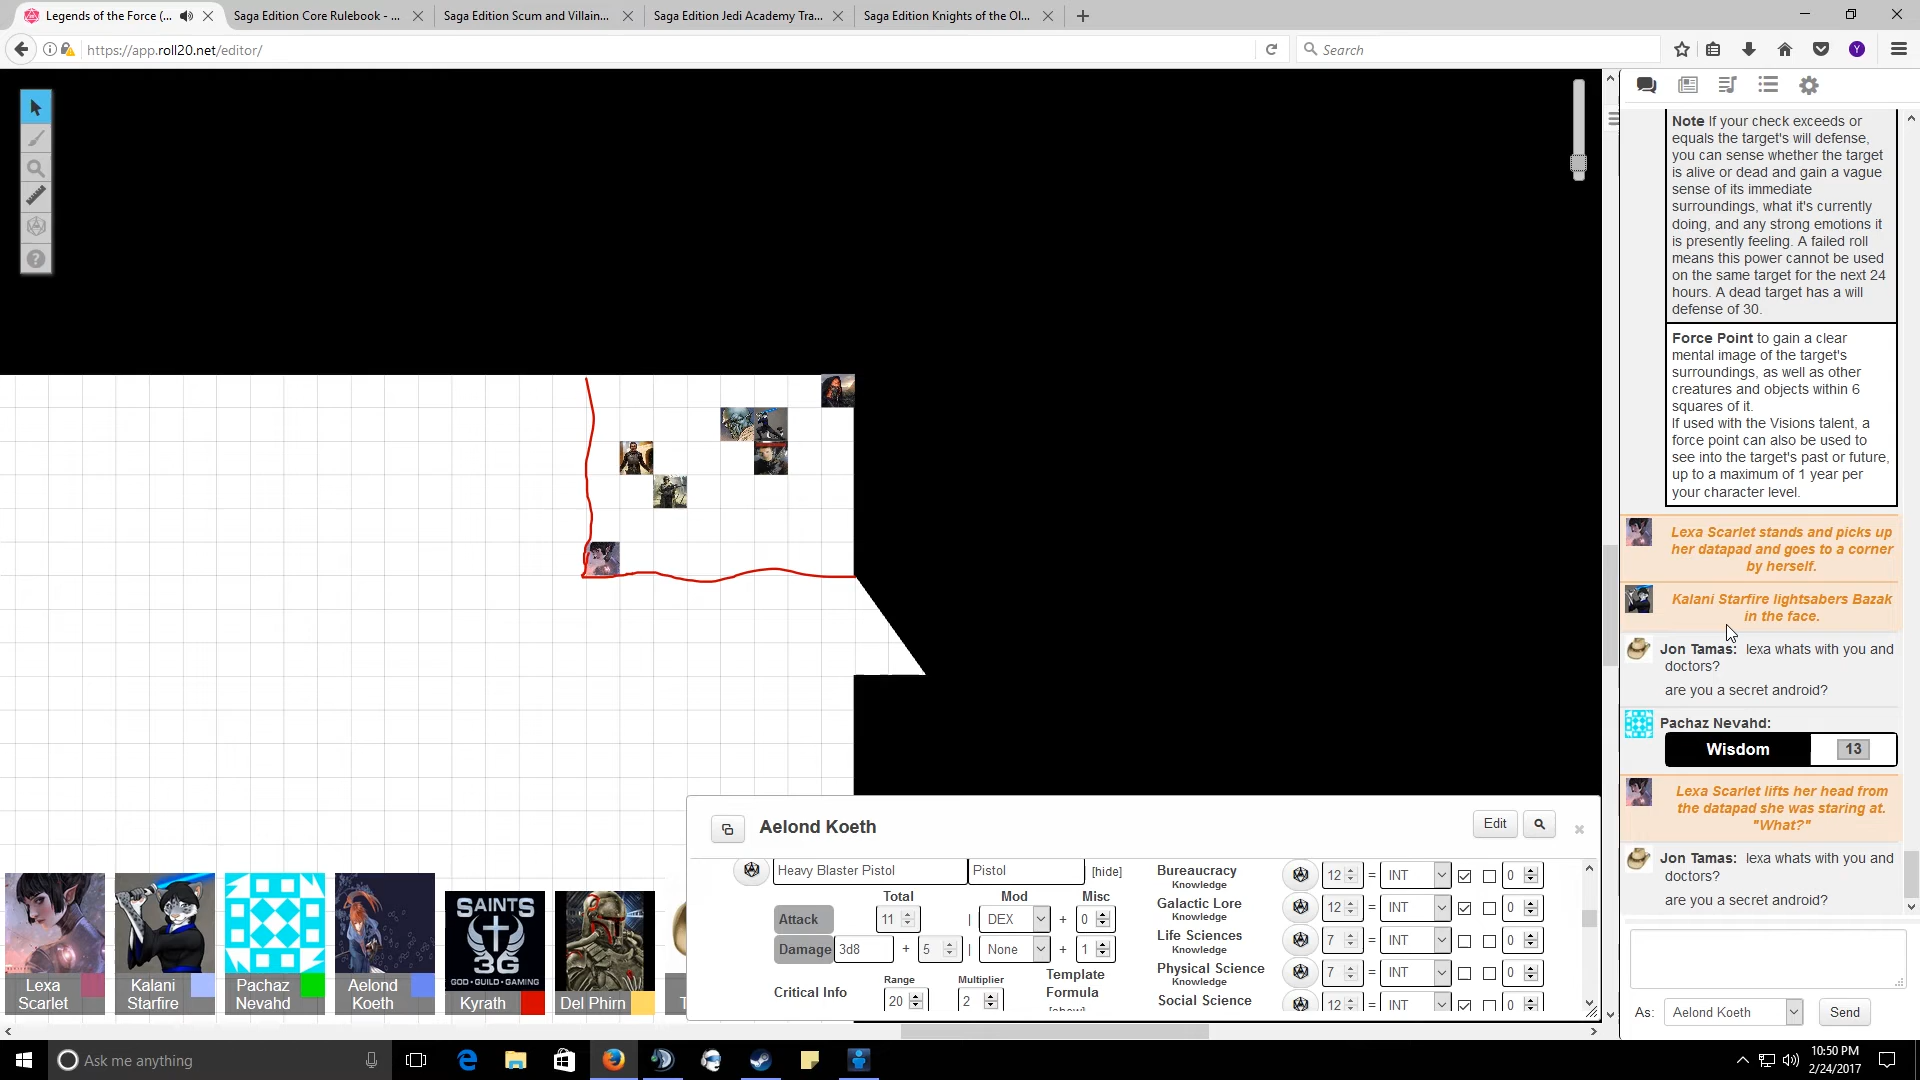 Legends of the Force (...
Saga Edition Core Rulebook - ...
Saga Edition Scum and Villain...
Saga Edition Jedi Academy Tra...
Saga Edition Knights of the Ol...
https://app.roll20.net/editor/
Search
Note If your check exceeds or
equals the target's will defense,
you can sense whether the target
is alive or dead and gain a vague
sense of its immediate
surroundings, what it's currently
doing, and any strong emotions it
is presently feeling. A failed roll
means this power cannot be used
on the same target for the next 24
hours. A dead target has a will
defense of 30.
Force Point to gain a clear
mental image of the target's
surroundings, as well as other
creatures and objects within 6
squares of it.
If used with the Visions talent, a
force point can also be used to
see into the target's past or future,
up to a maximum of 1 year per
your character level.
Lexa Scarlet stands and picks up
her datapad and goes to a corner
by herself.
Kalani Starfire lightsabers Bazak
in the face.
Jon Tamas: lexa whats with you and
doctors?
are you a secret android?
Pachaz Nevahd:
Wisdom 13
Lexa Scarlet lifts her head from
the datapad she was staring at.
"What?"
Jon Tamas: lexa whats with you and
doctors?
are you a secret android?
As: Aelond Koeth Send
Aelond Koeth
Edit
Heavy Blaster Pistol Pistol [hide]
Total Mod Misc
Attack 11 | DEX + 0
Damage 3d8 + 5 | None + 1
Range Multiplier Template
Critical Info 20 2 Formula
[show]
Bureaucracy
Knowledge
12 = INT 0
Galactic Lore
Knowledge
12 = INT 0
Life Sciences
Knowledge
7 = INT 0
Physical Science
Knowledge
7 = INT 0
Social Science
12 = INT 0
Lexa
Scarlet
Kalani
Starfire
Pachaz
Nevahd
Aelond
Koeth
SAINTS
3G
GOD · GUILD · GAMING
Kyrath
Del Phirn
T
Ask me anything
10:50 PM
2/24/2017